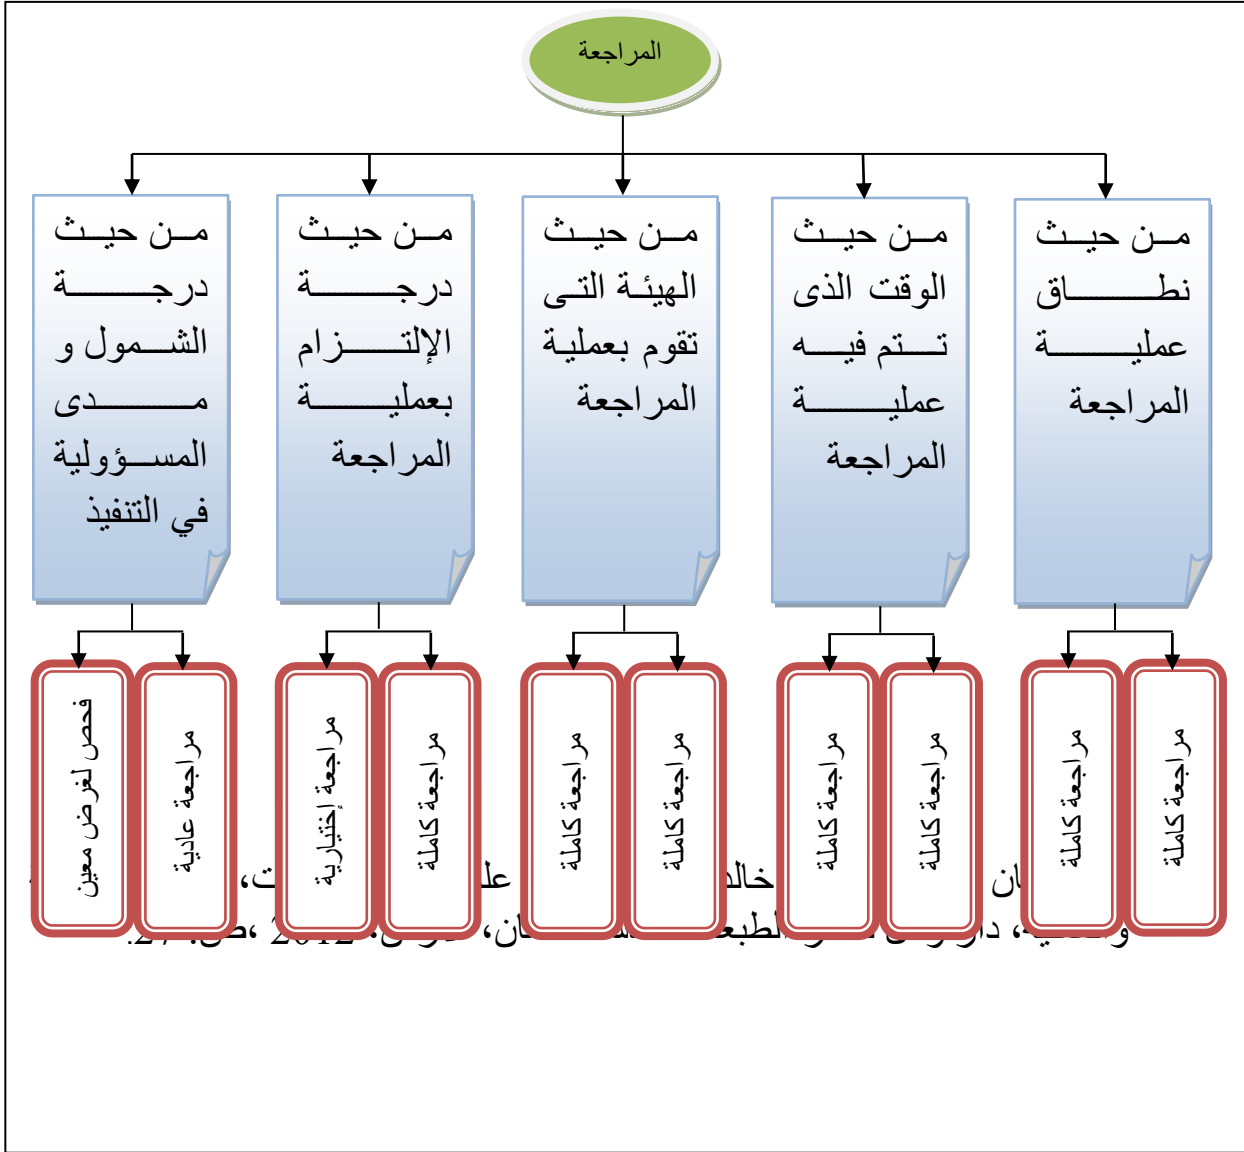 المراجعة
من حيث
نطاق
عملية
المراجعة
من حيث
الوقت الذى
تتم فيه
عملية
المراجعة
من حيث
الهيئة التى
تقوم بعملية
المراجعة
من حيث
درجة
الإلتزام
بعملية
المراجعة
من حيث
درجة
الشمول و
مدى
المسؤولية
في التنفيذ
مراجعة كاملة
مراجعة كاملة
مراجعة كاملة
مراجعة كاملة
مراجعة كاملة
مراجعة كاملة
مراجعة كاملة
مراجعة إختيارية
مراجعة عادية
فحص لغرض معين
خالد